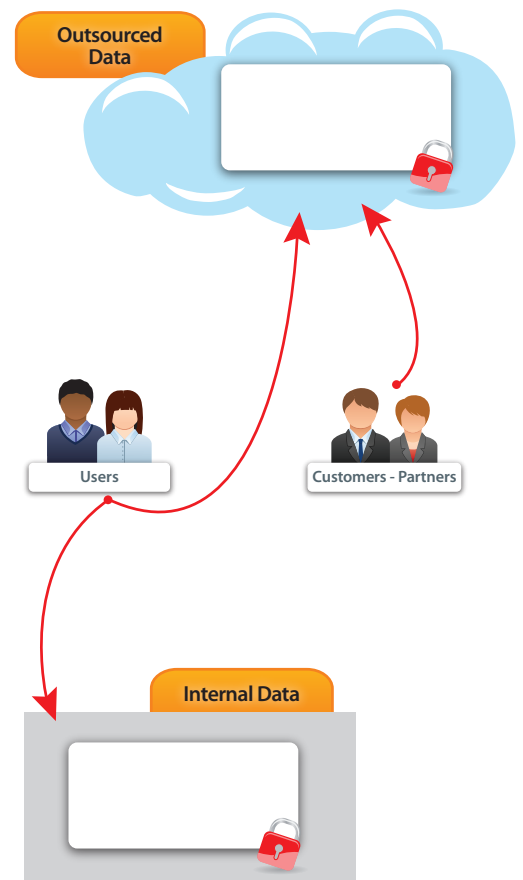 Outsourced
Data
Users
Customers - Partners
Internal Data